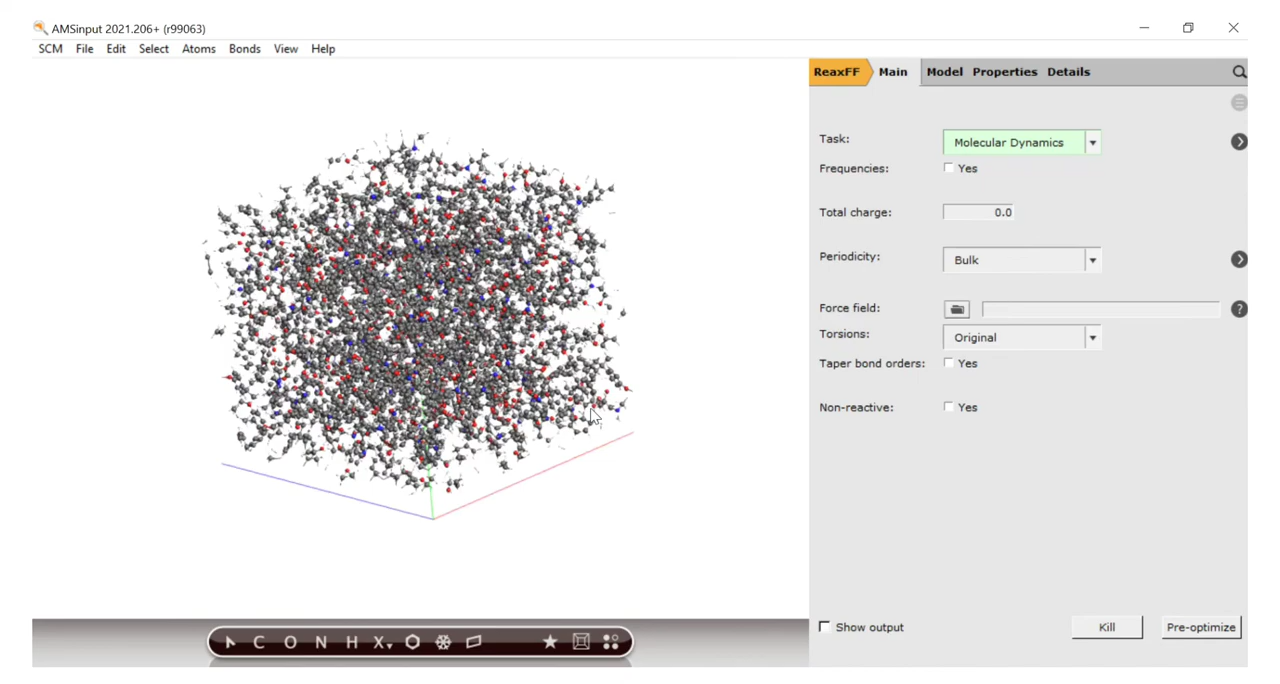 AMSinput 2021.206+ (r99063)
SCM File Edit Select Atoms Bonds View Help
ReaxFF Main Model Properties Details
Task: Molecular Dynamics
Frequencies: Yes
Total charge: 0.0
Periodicity: Bulk
Force field: ?
Torsions: Original
Taper bond orders: Yes
Non-reactive: Yes
Show output Kill Pre-optimize
C O N H X